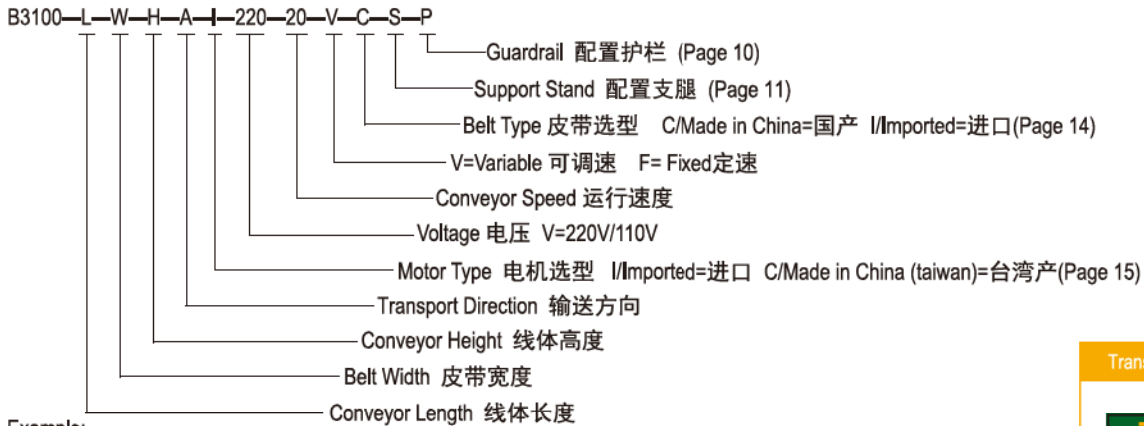 B3100—L—W—H—A—I—220—20—V—C—S—P
Guardrail 配置护栏 (Page 10)
Support Stand 配置支腿 (Page 11)
Belt Type 皮带选型 C/Made in China=国产 I/Imported=进口(Page 14)
V=Variable 可调速 F= Fixed定速
Conveyor Speed 运行速度
Voltage 电压 V=220V/110V
Motor Type 电机选型 I/Imported=进口 C/Made in China (taiwan)=台湾产(Page 15)
Transport Direction 输送方向
Conveyor Height 线体高度
Belt Width 皮带宽度
Trans
Conveyor Length 线体长度
Example: